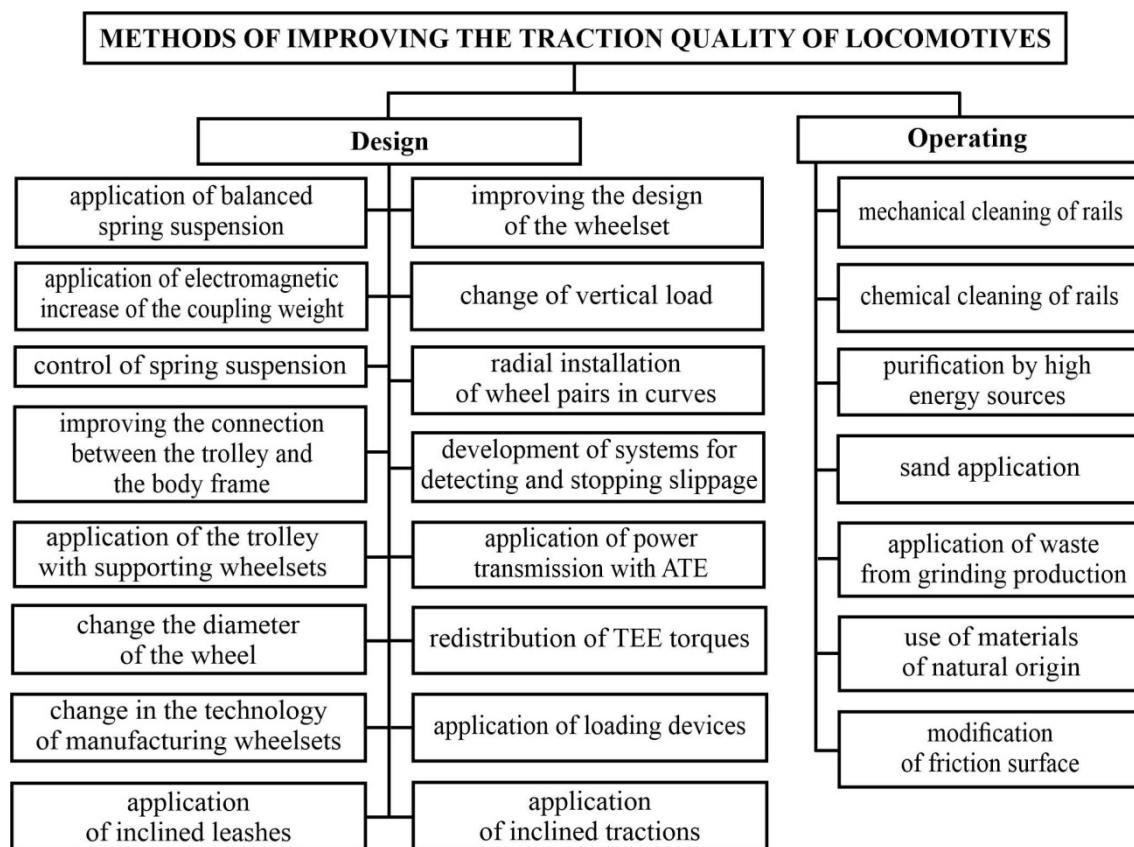 METHODS OF IMPROVING THE TRACTION QUALITY OF LOCOMOTIVES
Design
application of balanced
spring suspension
application of electromagnetic
increase of the coupling weight
control of spring suspension
improving the connection
between the trolley and
the body frame
application of the trolley
with supporting wheelsets
change the diameter
of the wheel
change in the technology
of manufacturing wheelsets
application
of inclined leashes
improving the design
of the wheelset
change of vertical load
radial installation
of wheel pairs in curves
development of systems for
detecting and stopping slippage
application of power
transmission with ATE
redistribution of TEE torques
application of loading devices
application
of inclined tractions
Operating
mechanical cleaning of rails
chemical cleaning of rails
purification by high
energy sources
sand application
application of waste
from grinding production
use of materials
of natural origin
modification
of friction surface